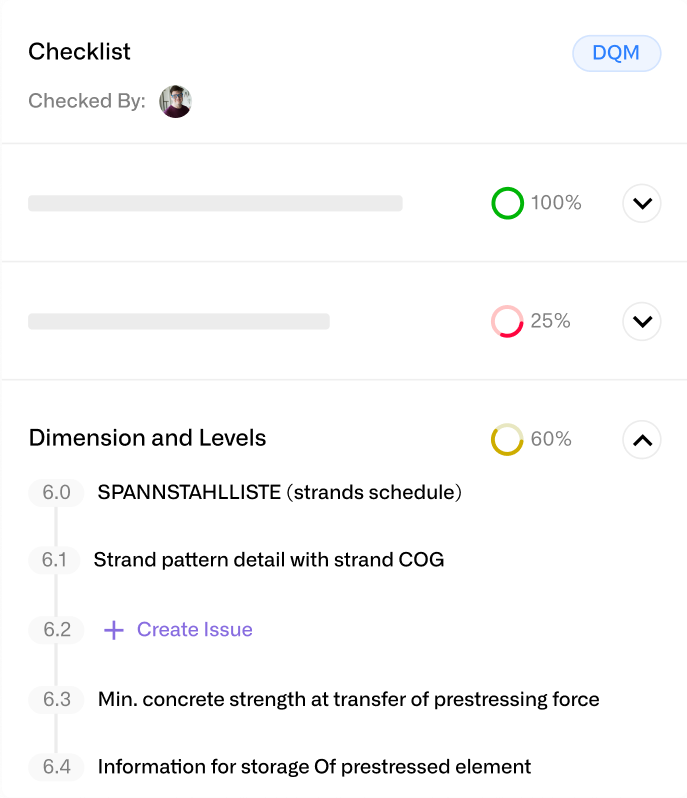 Checklist
DQM
Checked By:
100%
25%
Dimension and Levels
60%
6.0 SPANNSTAHLLISTE (strands schedule)
6.1 Strand pattern detail with strand COG
6.2 + Create Issue
6.3 Min. concrete strength at transfer of prestressing force
6.4 Information for storage Of prestressed element